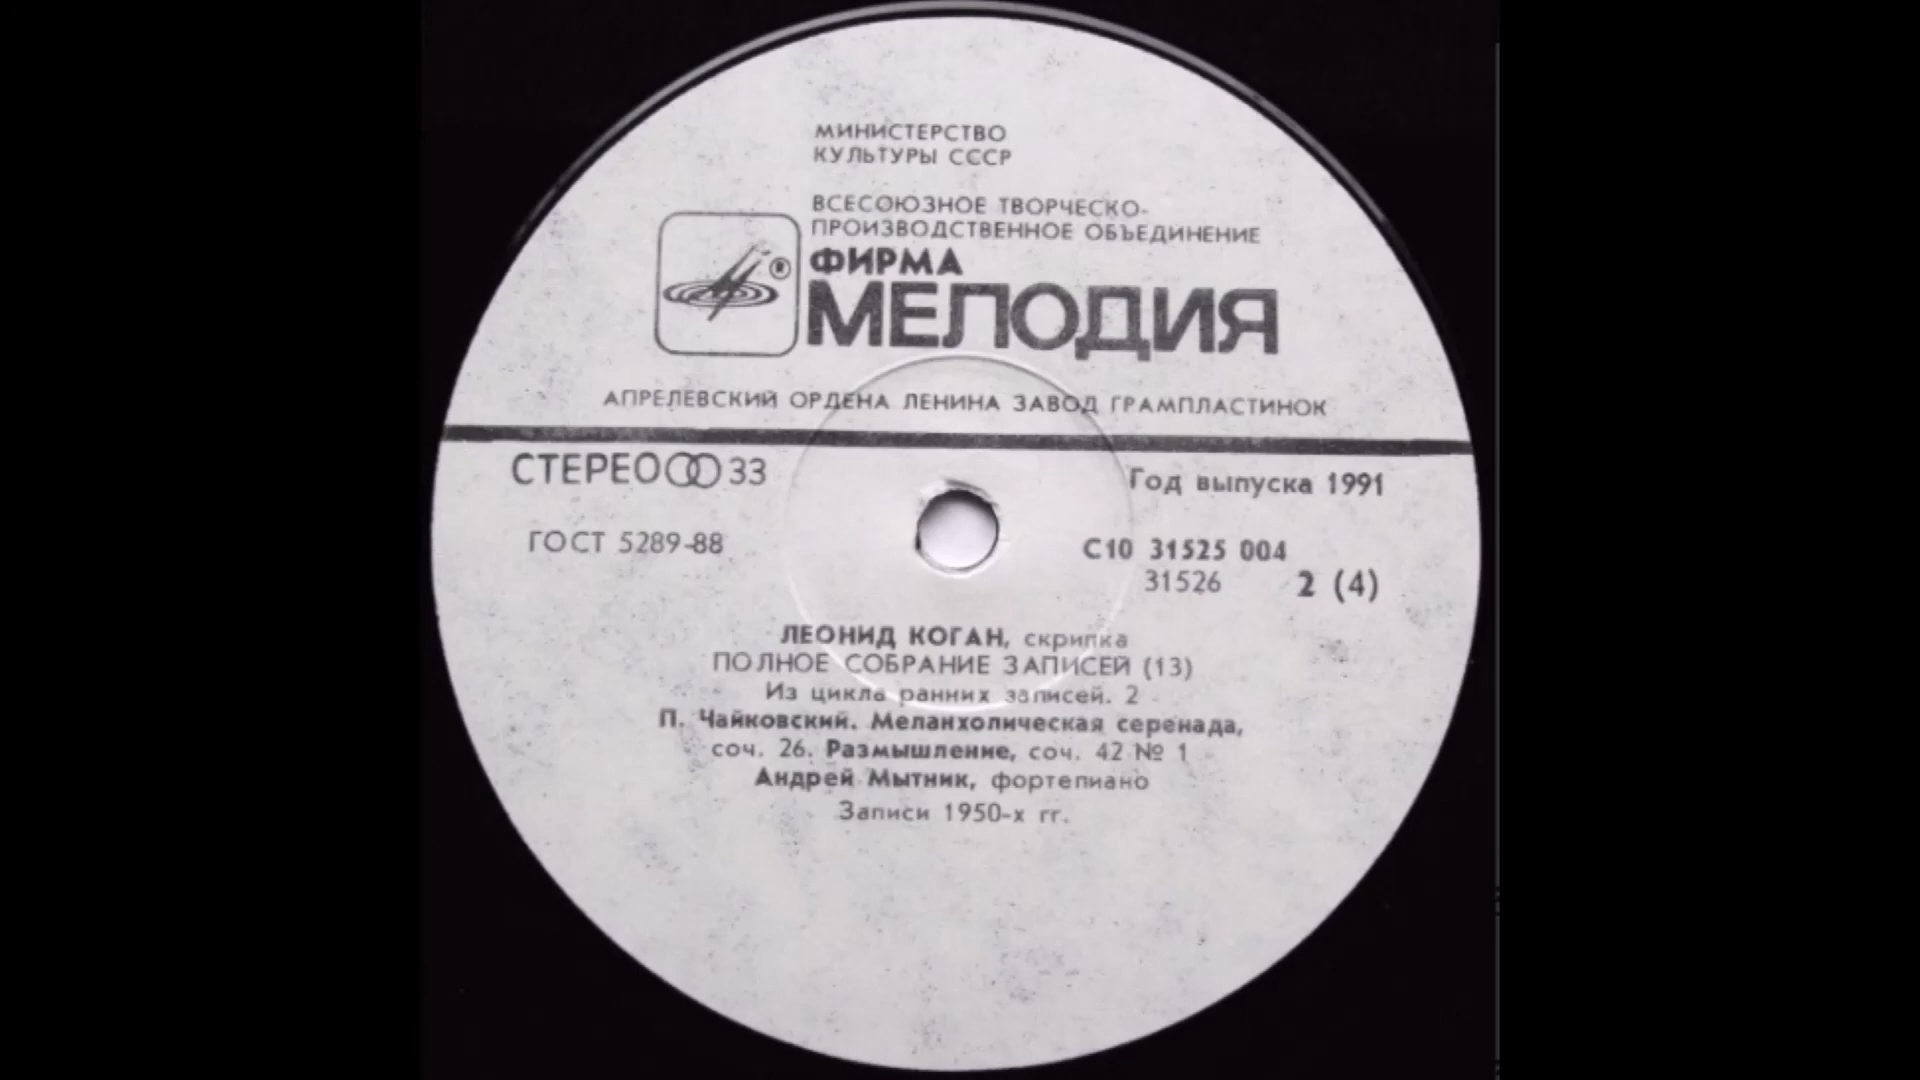 МИНИСТЕРСТВО
КУЛЬТУРЫ СССР
ВСЕСОЮЗНОЕ ТВОРЧЕСКО-
ПРОИЗВОДСТВЕННОЕ ОБЪЕДИНЕНИЕ
®
ФИРМА
МЕЛОДИЯ
АПРЕЛЕВСКИЙ ОРДЕНА ЛЕНИНА ЗАВОД ГРАМПЛАСТИНОК
СТЕРЕО 33
Год выпуска 1991
ГОСТ 5289-88
С10 31525 004
31526 2 (4)
ЛЕОНИД КОГАН, скрипка
ПОЛНОЕ СОБРАНИЕ ЗАПИСЕЙ (13)
Из цикла ранних записей. 2
П. Чайковский. Меланхолическая серенада,
соч. 26. Размышление, соч. 42 № 1
Андрей Мытник, фортепиано
Записи 1950-х гг.